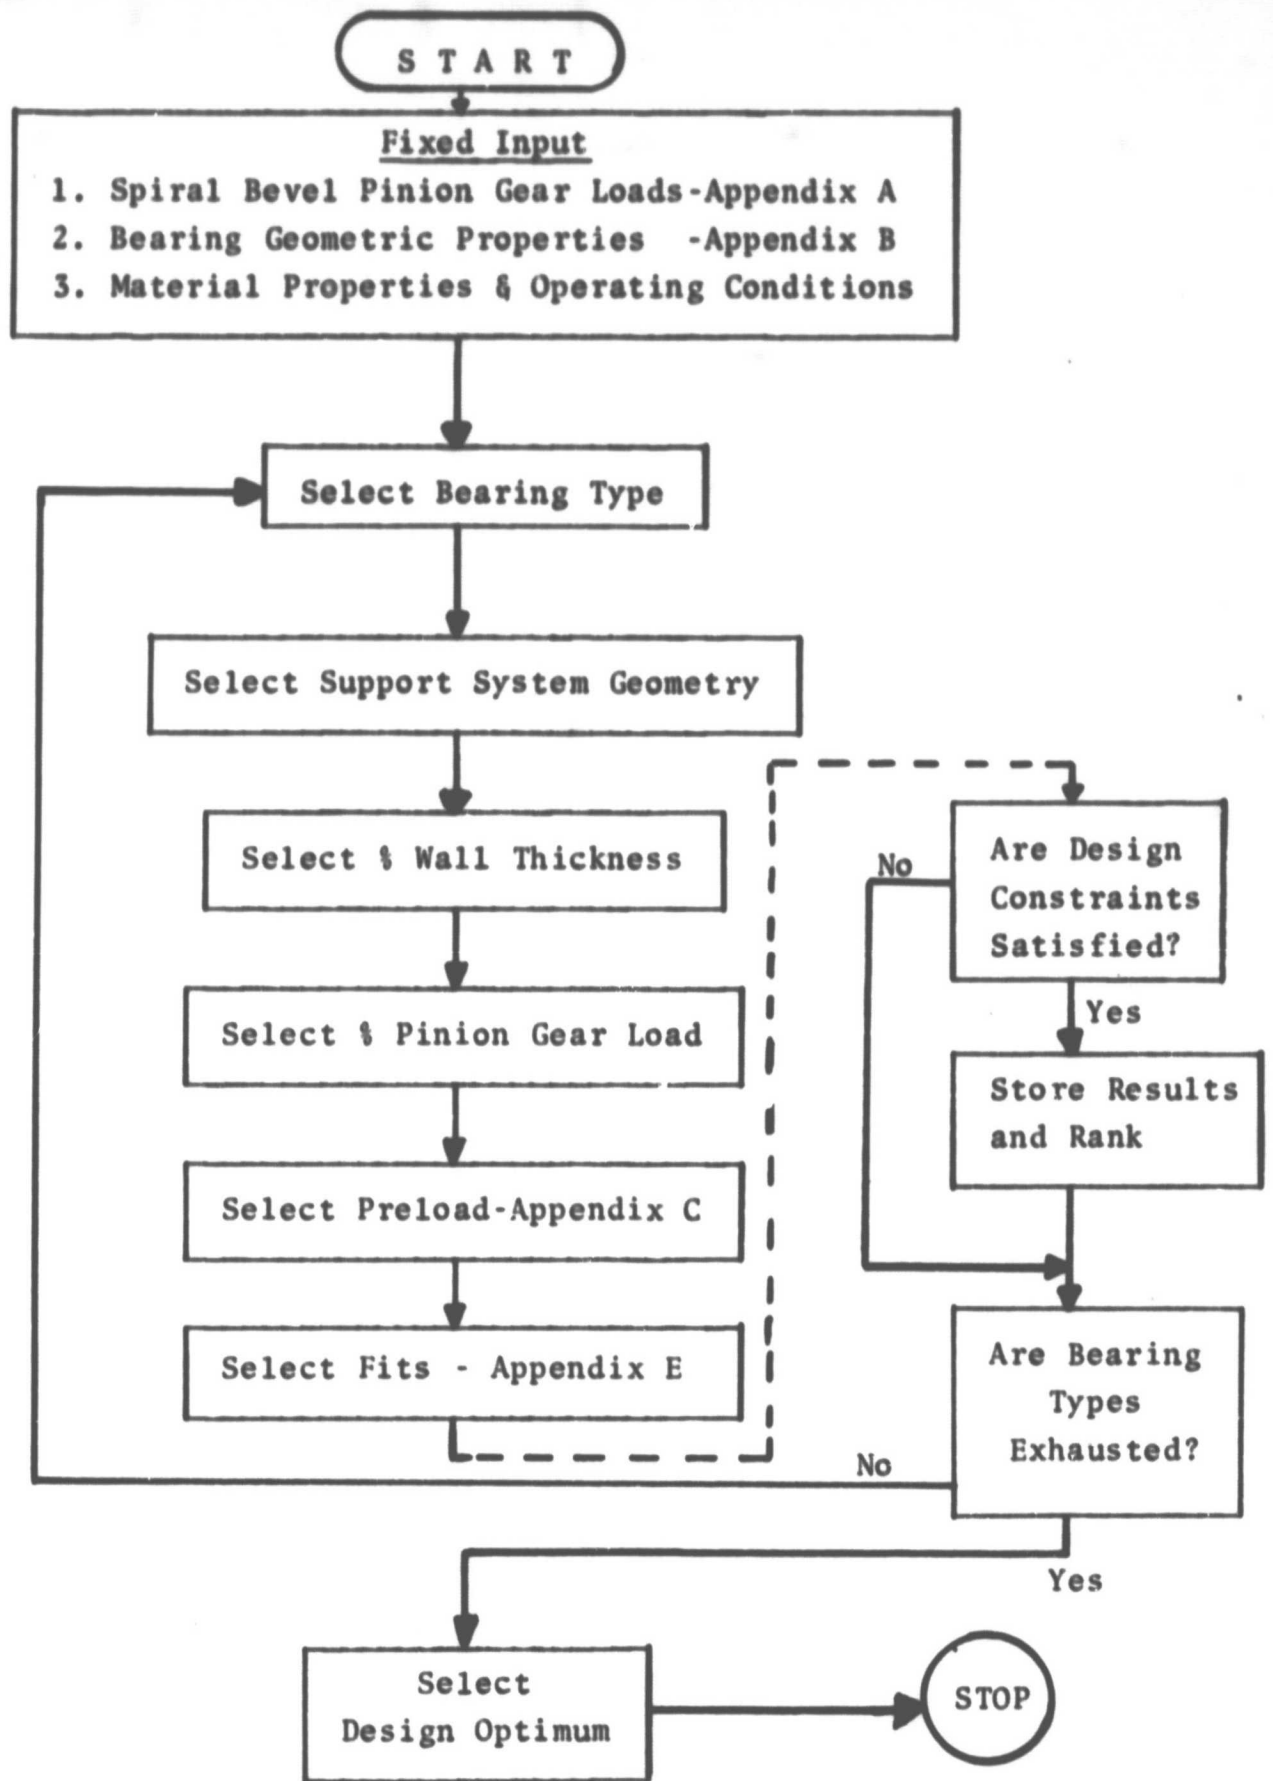 S T A R T
Fixed Input
1. Spiral Bevel Pinion Gear Loads-Appendix A
2. Bearing Geometric Properties -Appendix B
3. Material Properties & Operating Conditions
Select Bearing Type
Select Support System Geometry
Select % Wall Thickness
Select % Pinion Gear Load
Select Preload-Appendix C
Select Fits - Appendix E
Are Design
Constraints
Satisfied?
No
Yes
Store Results
and Rank
Are Bearing
Types
Exhausted?
No
Yes
Select
Design Optimum
STOP